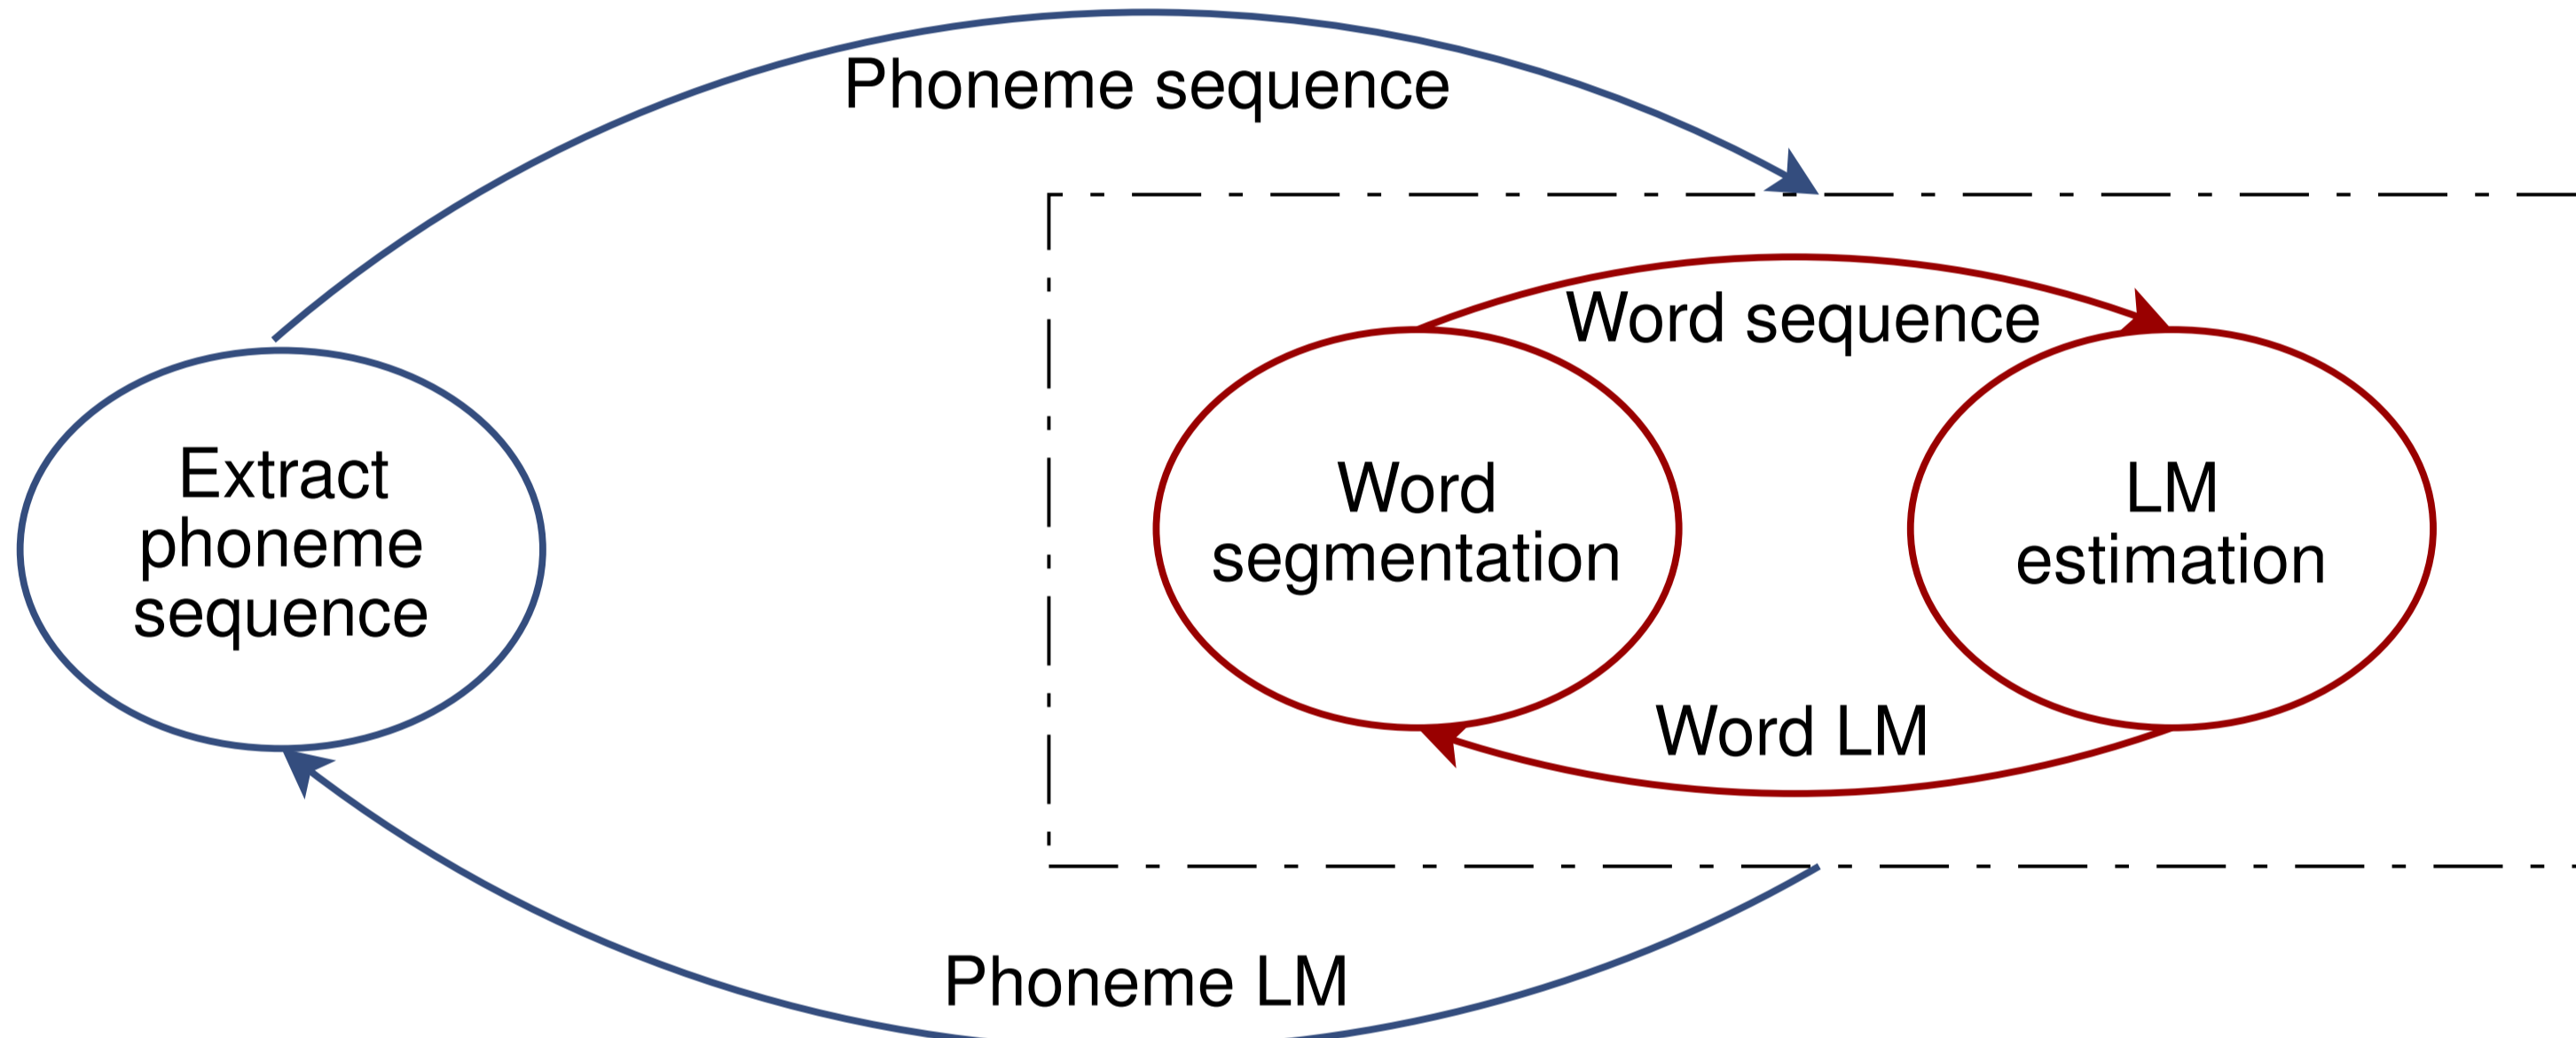 Phoneme sequence
Word sequence
Extract
phoneme
sequence
Word
segmentation
LM
estimation
Word LM
Phoneme LM